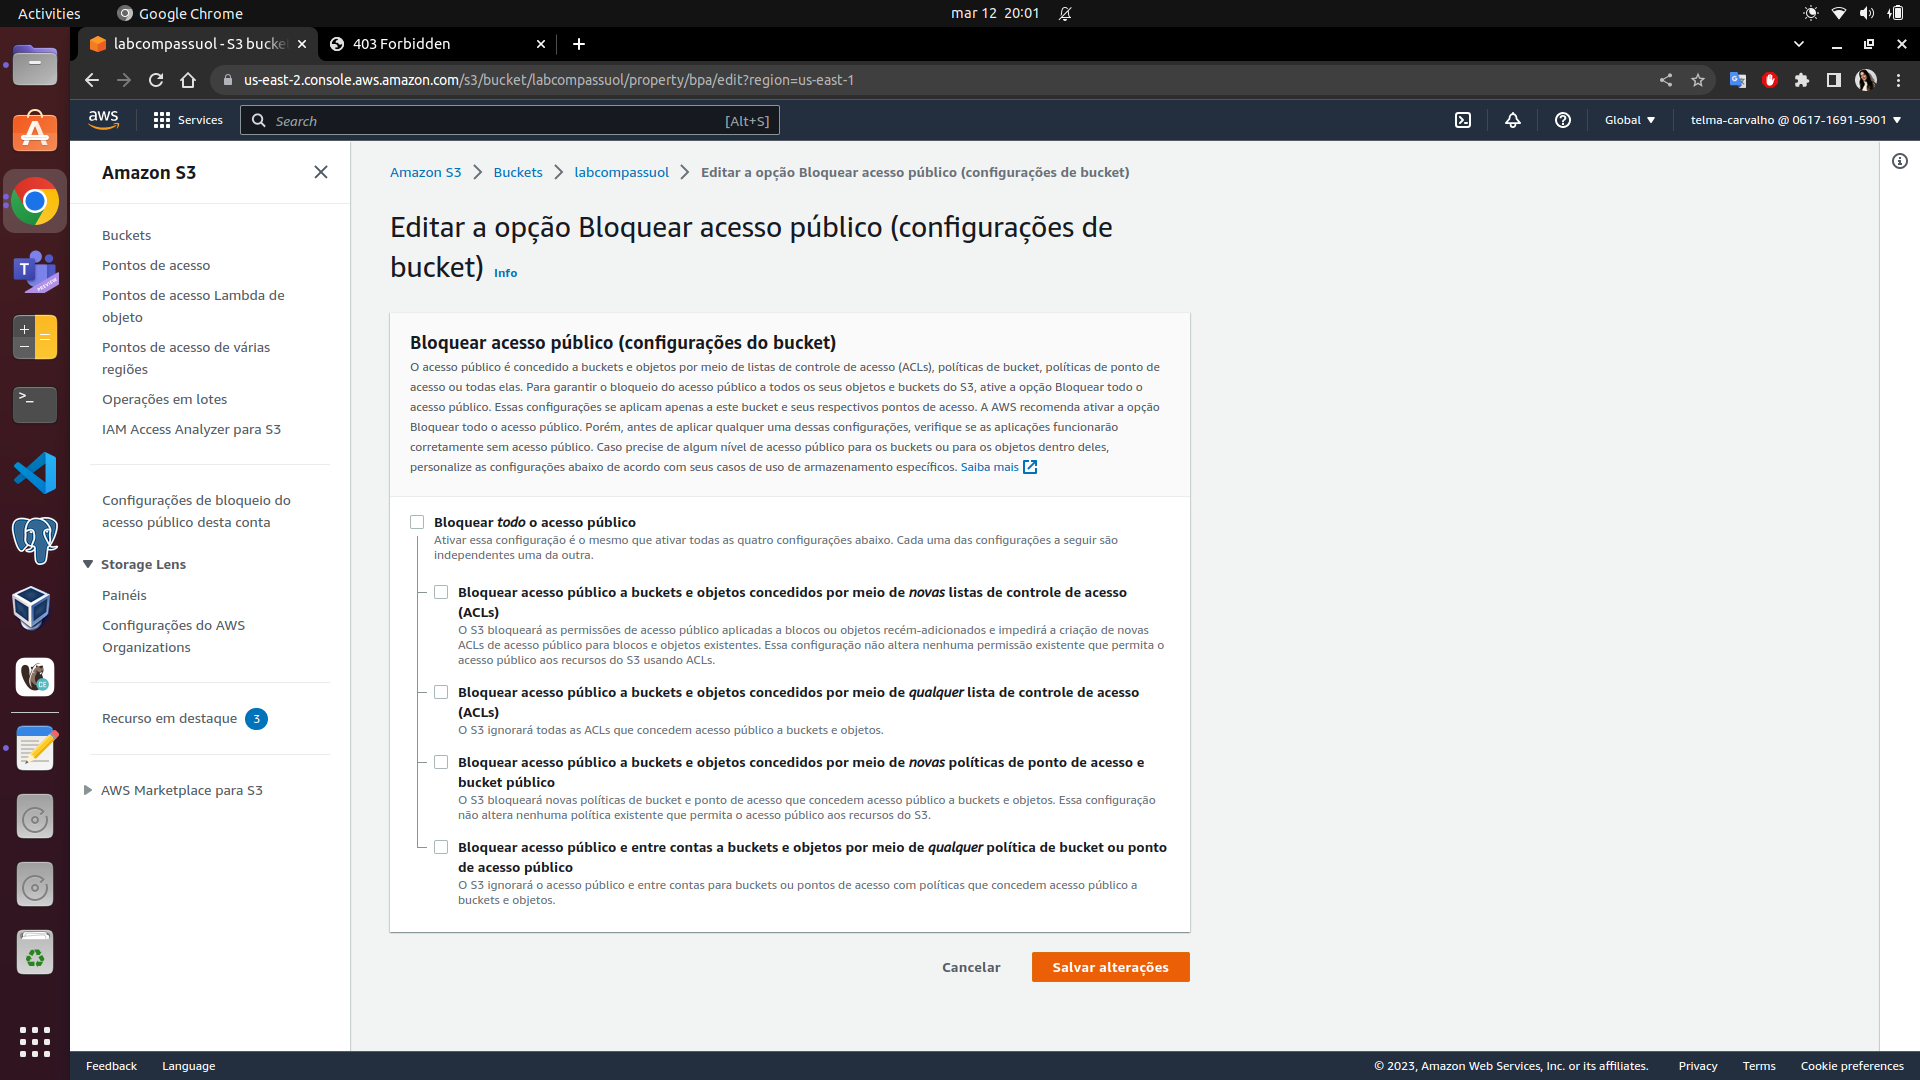 Activities
Google Chrome
mar 12 20:01
labcompassuol - S3 bucke
403 Forbidden
us-east-2.console.aws.amazon.com/s3/bucket/labcompassuol/property/bpa/edit?region=us-east-1
aws
Services
Search
[Alt+S]
Global
telma-carvalho @ 0617-1691-5901
Amazon S3
Buckets
Pontos de acesso
Pontos de acesso Lambda de
objeto
Pontos de acesso de várias
regiões
Operações em lotes
IAM Access Analyzer para S3
Configurações de bloqueio do
acesso público desta conta
Storage Lens
Painéis
Configurações do AWS
Organizations
Recurso em destaque 3
AWS Marketplace para S3
Amazon S3 > Buckets > labcompassuol > Editar a opção Bloquear acesso público (configurações de bucket)
Editar a opção Bloquear acesso público (configurações de
bucket) Info
Bloquear acesso público (configurações do bucket)
O acesso público é concedido a buckets e objetos por meio de listas de controle de acesso (ACLs), políticas de bucket, políticas de ponto de
acesso ou todas elas. Para garantir o bloqueio do acesso público a todos os seus objetos e buckets do S3, ative a opção Bloquear todo o
acesso público. Essas configurações se aplicam apenas a este bucket e seus respectivos pontos de acesso. A AWS recomenda ativar a opção
Bloquear todo o acesso público. Porém, antes de aplicar qualquer uma dessas configurações, verifique se as aplicações funcionarão
corretamente sem acesso público. Caso precise de algum nível de acesso público para os buckets ou para os objetos dentro deles,
personalize as configurações abaixo de acordo com seus casos de uso de armazenamento específicos. Saiba mais
Bloquear todo o acesso público
Ativar essa configuração é o mesmo que ativar todas as quatro configurações abaixo. Cada uma das configurações a seguir são
independentes uma da outra.
Bloquear acesso público a buckets e objetos concedidos por meio de novas listas de controle de acesso
(ACLs)
O S3 bloqueará as permissões de acesso público aplicadas a blocos ou objetos recém-adicionados e impedirá a criação de novas
ACLs de acesso público para blocos e objetos existentes. Essa configuração não altera nenhuma permissão existente que permita o
acesso público aos recursos do S3 usando ACLs.
Bloquear acesso público a buckets e objetos concedidos por meio de qualquer lista de controle de acesso
(ACLs)
O S3 ignorará todas as ACLs que concedem acesso público a buckets e objetos.
Bloquear acesso público a buckets e objetos concedidos por meio de novas políticas de ponto de acesso e
bucket público
O S3 bloqueará novas políticas de bucket e ponto de acesso que concedem acesso público a buckets e objetos. Essa configuração
não altera nenhuma política existente que permita o acesso público aos recursos do S3.
Bloquear acesso público e entre contas a buckets e objetos por meio de qualquer política de bucket ou ponto
de acesso público
O S3 ignorará o acesso público e entre contas para buckets ou pontos de acesso com políticas que concedem acesso público a
buckets e objetos.
Cancelar
Salvar alterações
Feedback
Language
© 2023, Amazon Web Services, Inc. or its affiliates.
Privacy
Terms
Cookie preferences